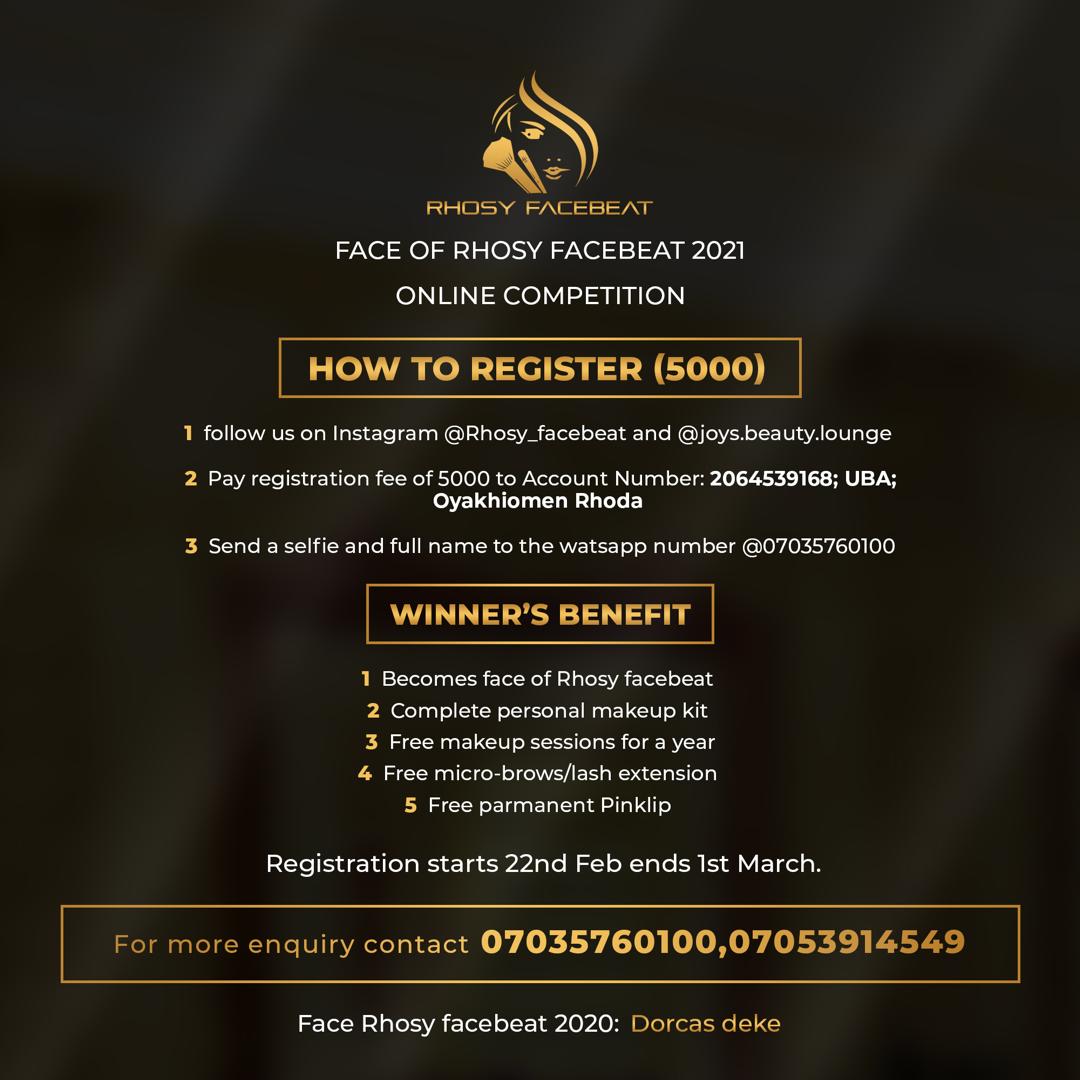 RHOSY FACEBEAT
FACE OF RHOSY FACEBEAT 2021
ONLINE COMPETITION
HOW TO REGISTER (5000)
1 follow us on Instagram @Rhosy_facebeat and @joys.beauty.lounge
2 Pay registration fee of 5000 to Account Number: 2064539168; UBA;
Oyakhiomen Rhoda
3 Send a selfie and full name to the watsapp number @07035760100
WINNER’S BENEFIT
1 Becomes face of Rhosy facebeat
2 Complete personal makeup kit
3 Free makeup sessions for a year
4 Free micro-brows/lash extension
5 Free parmanent Pinklip
Registration starts 22nd Feb ends 1st March.
For more enquiry contact 07035760100,07053914549
Face Rhosy facebeat 2020: Dorcas deke